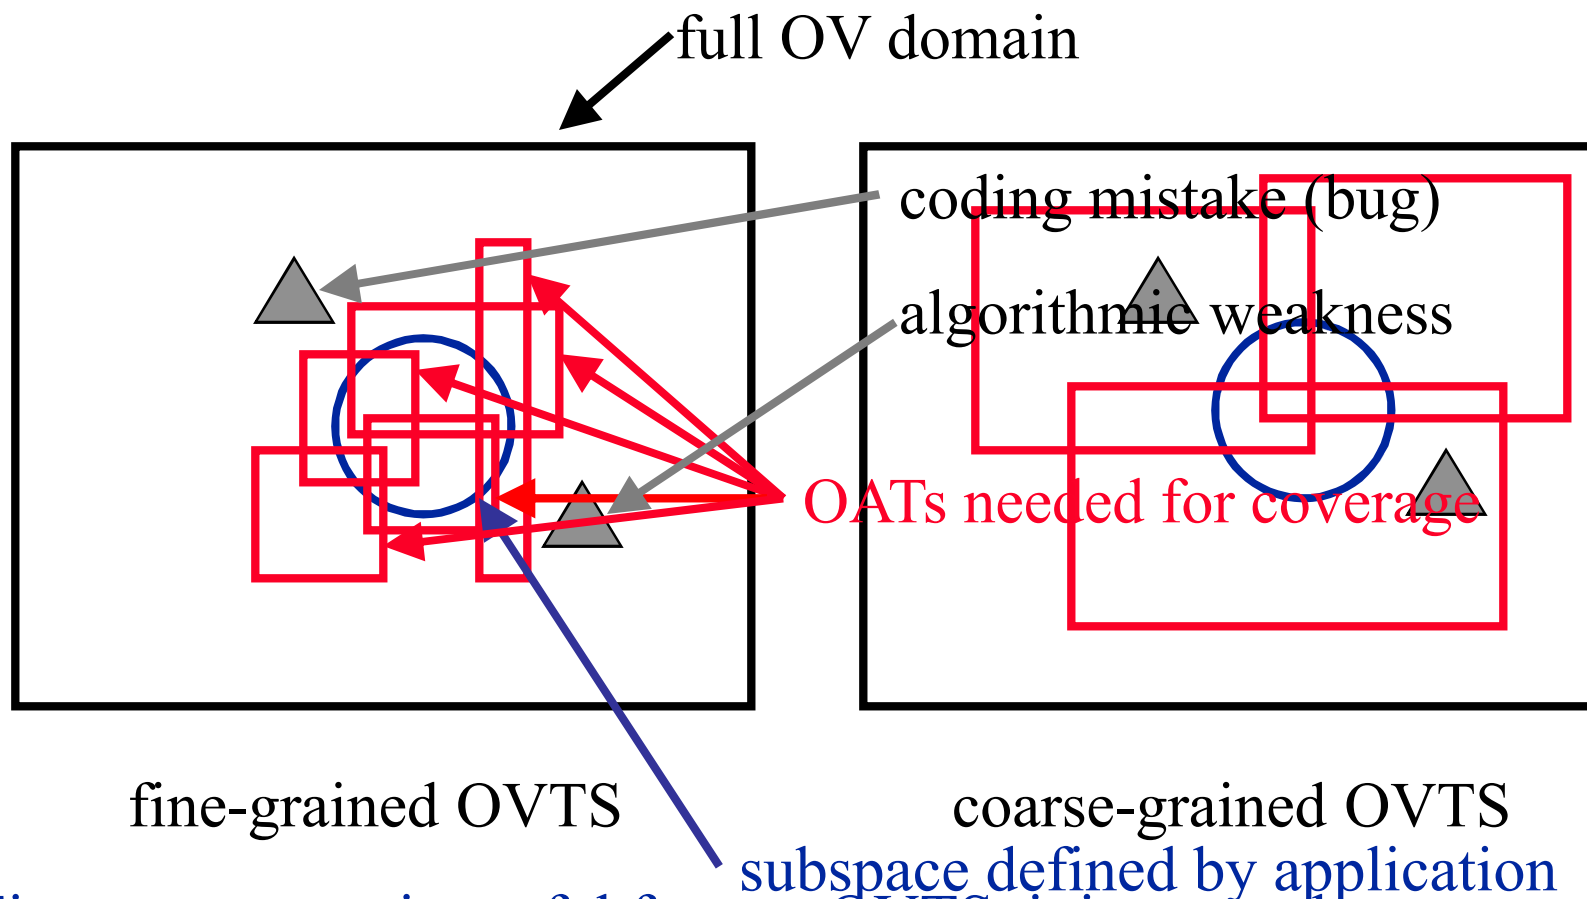 full OV domain
coding mistake (bug)
algorithmic weakness
OATs needed for coverage
fine-grained OVTS
coarse-grained OVTS
subspace defined by application